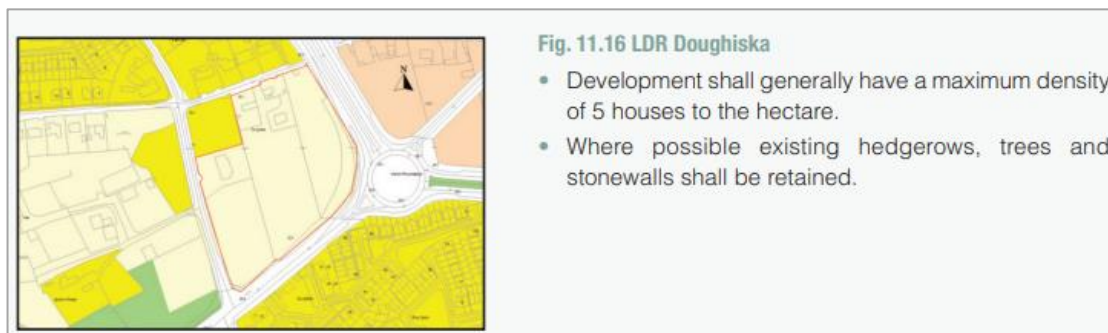 Fig. 11.16 LDR Doughiska
• Development shall generally have a maximum density
of 5 houses to the hectare.
• Where possible existing hedgerows, trees and
stonewalls shall be retained.
N